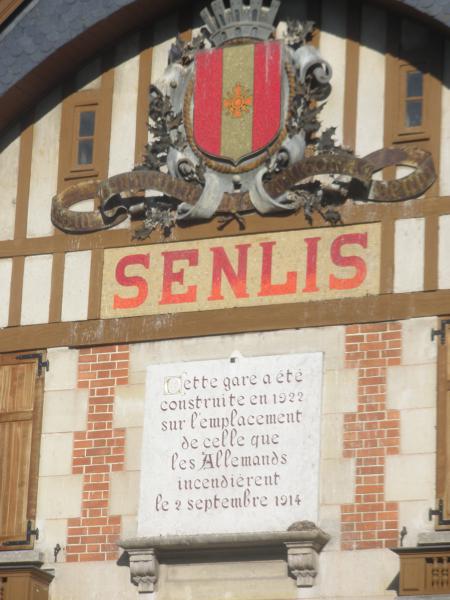 SENLIS
Cette gare a été
construite en 1922
sur l'emplacement
de celle que
les Allemands
incendièrent
le 2 septembre 1914